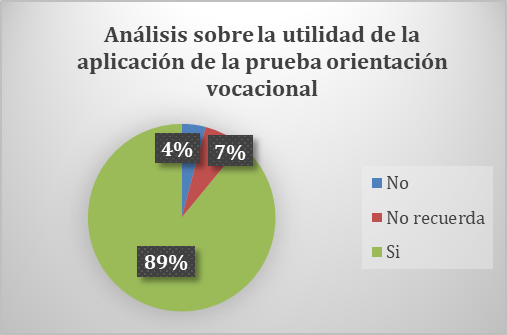 Análisis sobre la utilidad de la
aplicación de la prueba orientación
vocacional
4%
7%
89%
No
No recuerda
Si